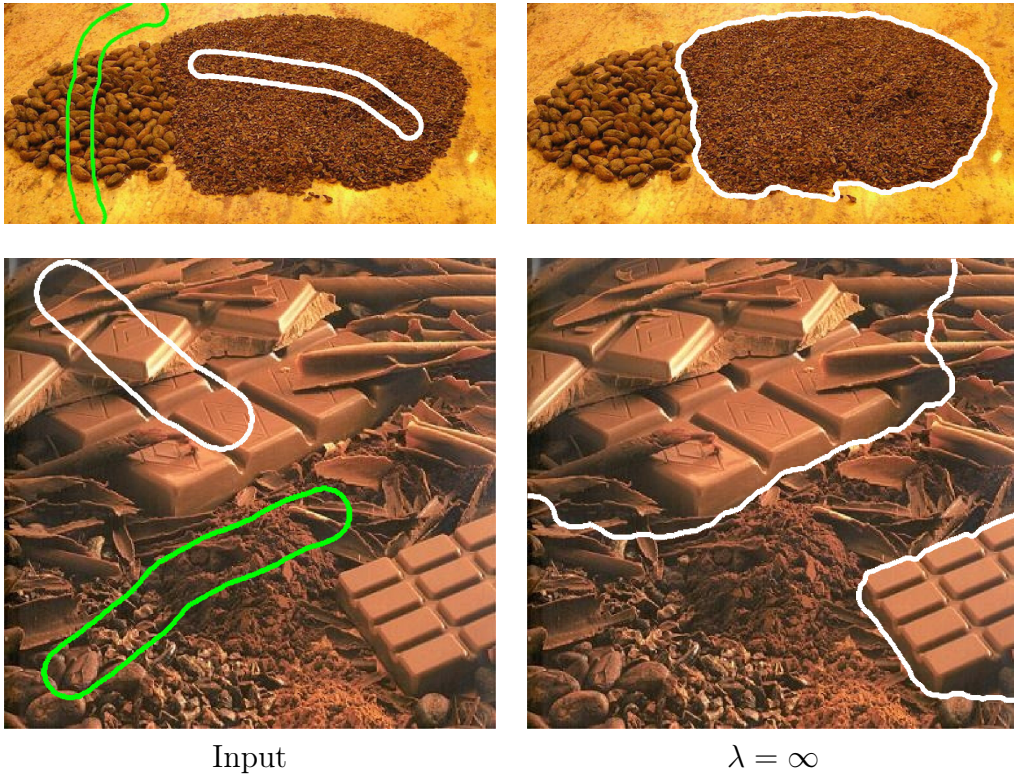 Input
λ = ∞